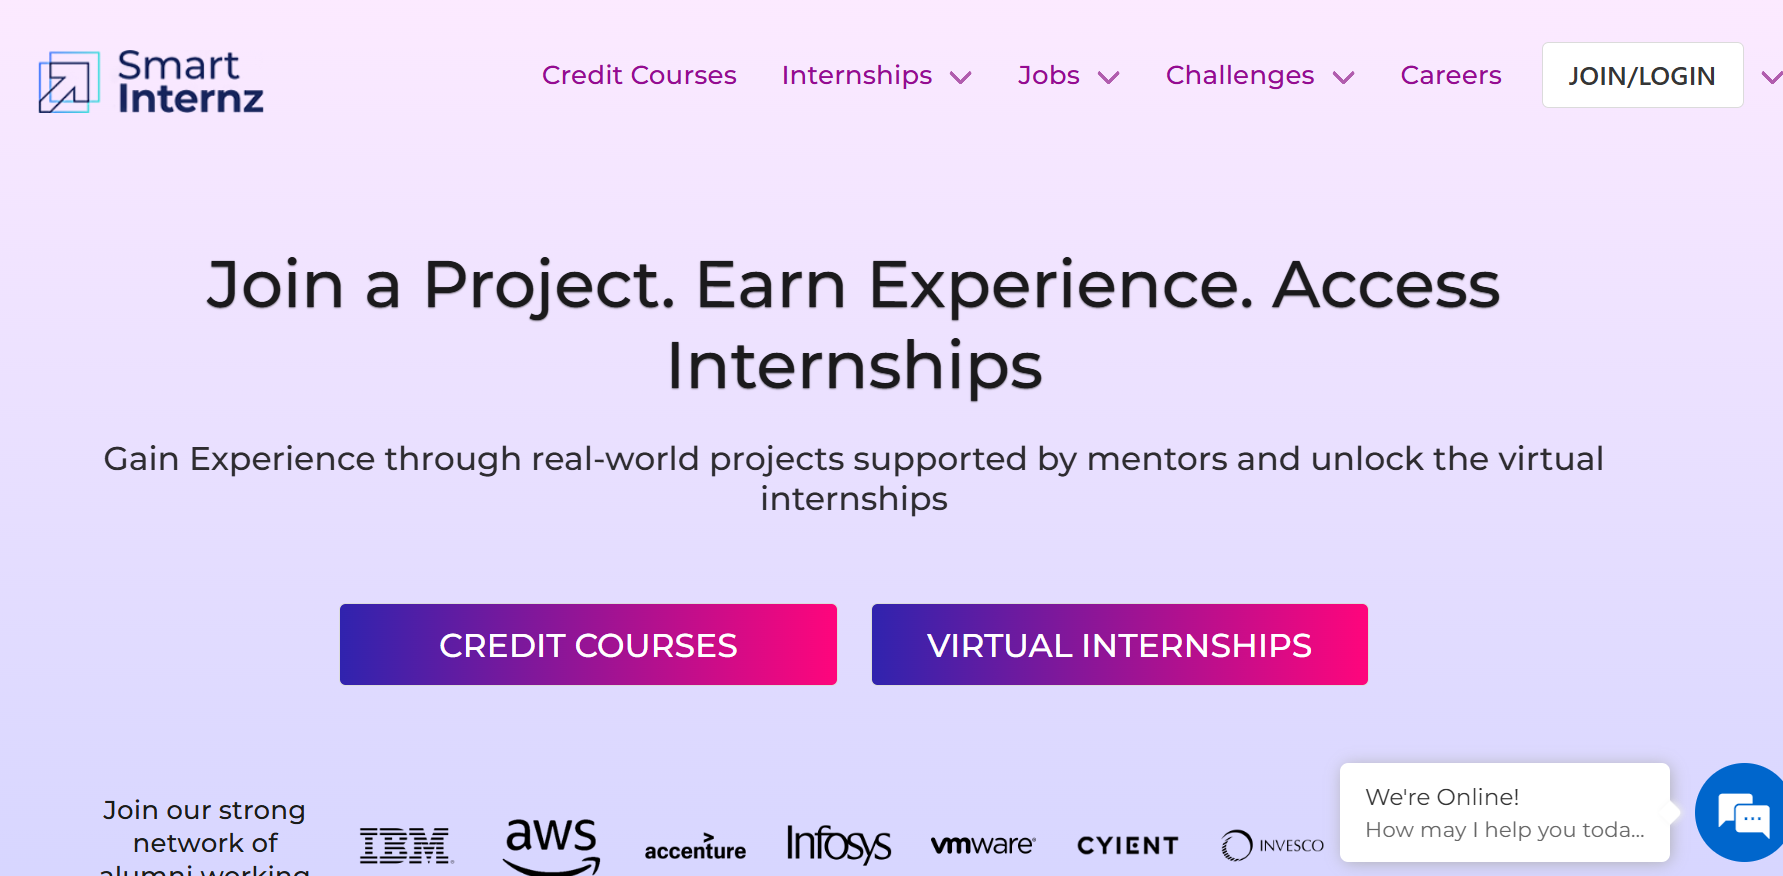 Smart
Internz
Credit Courses
Internships
Jobs
Challenges
Careers
JOIN/LOGIN
Join a Project. Earn Experience. Access
Internships
Gain Experience through real-world projects supported by mentors and unlock the virtual
internships
CREDIT COURSES
VIRTUAL INTERNSHIPS
Join our strong
network of
alumni working
IBM
aws
accenture
Infosys
vmware
CYIENT
INVESCO
We're Online!
How may I help you toda...